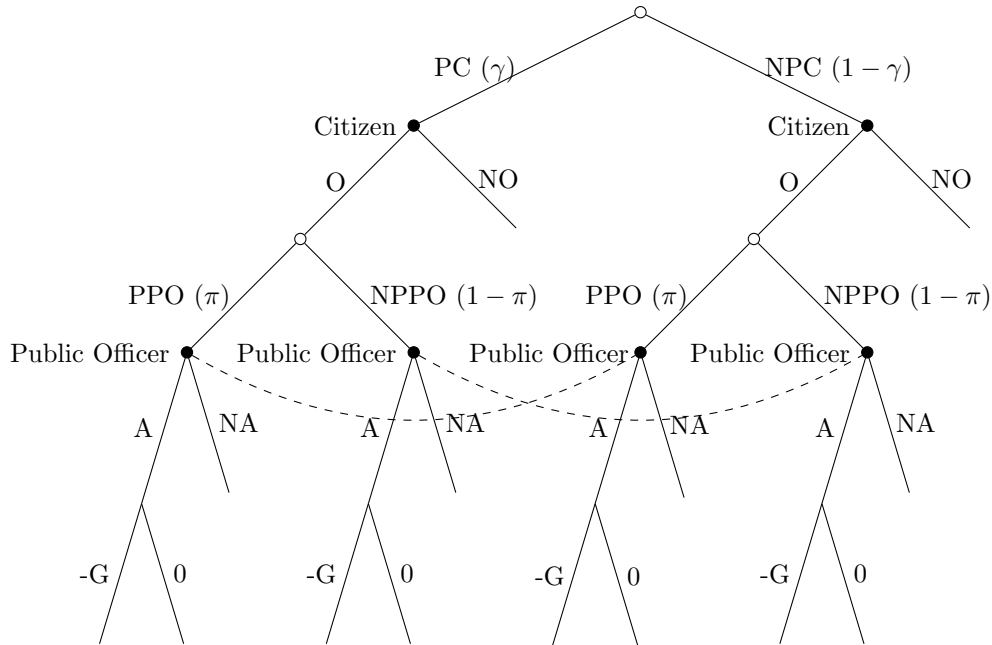 PC (γ)
NPC (1 − γ)
Citizen
Citizen
O
NO
O
NO
PPO (π)
NPPO (1 − π)
PPO (π)
NPPO (1 − π)
Public Officer
Public Officer
Public Officer
Public Officer
A
NA
A
NA
A
NA
A
NA
-G
0
-G
0
-G
0
-G
0